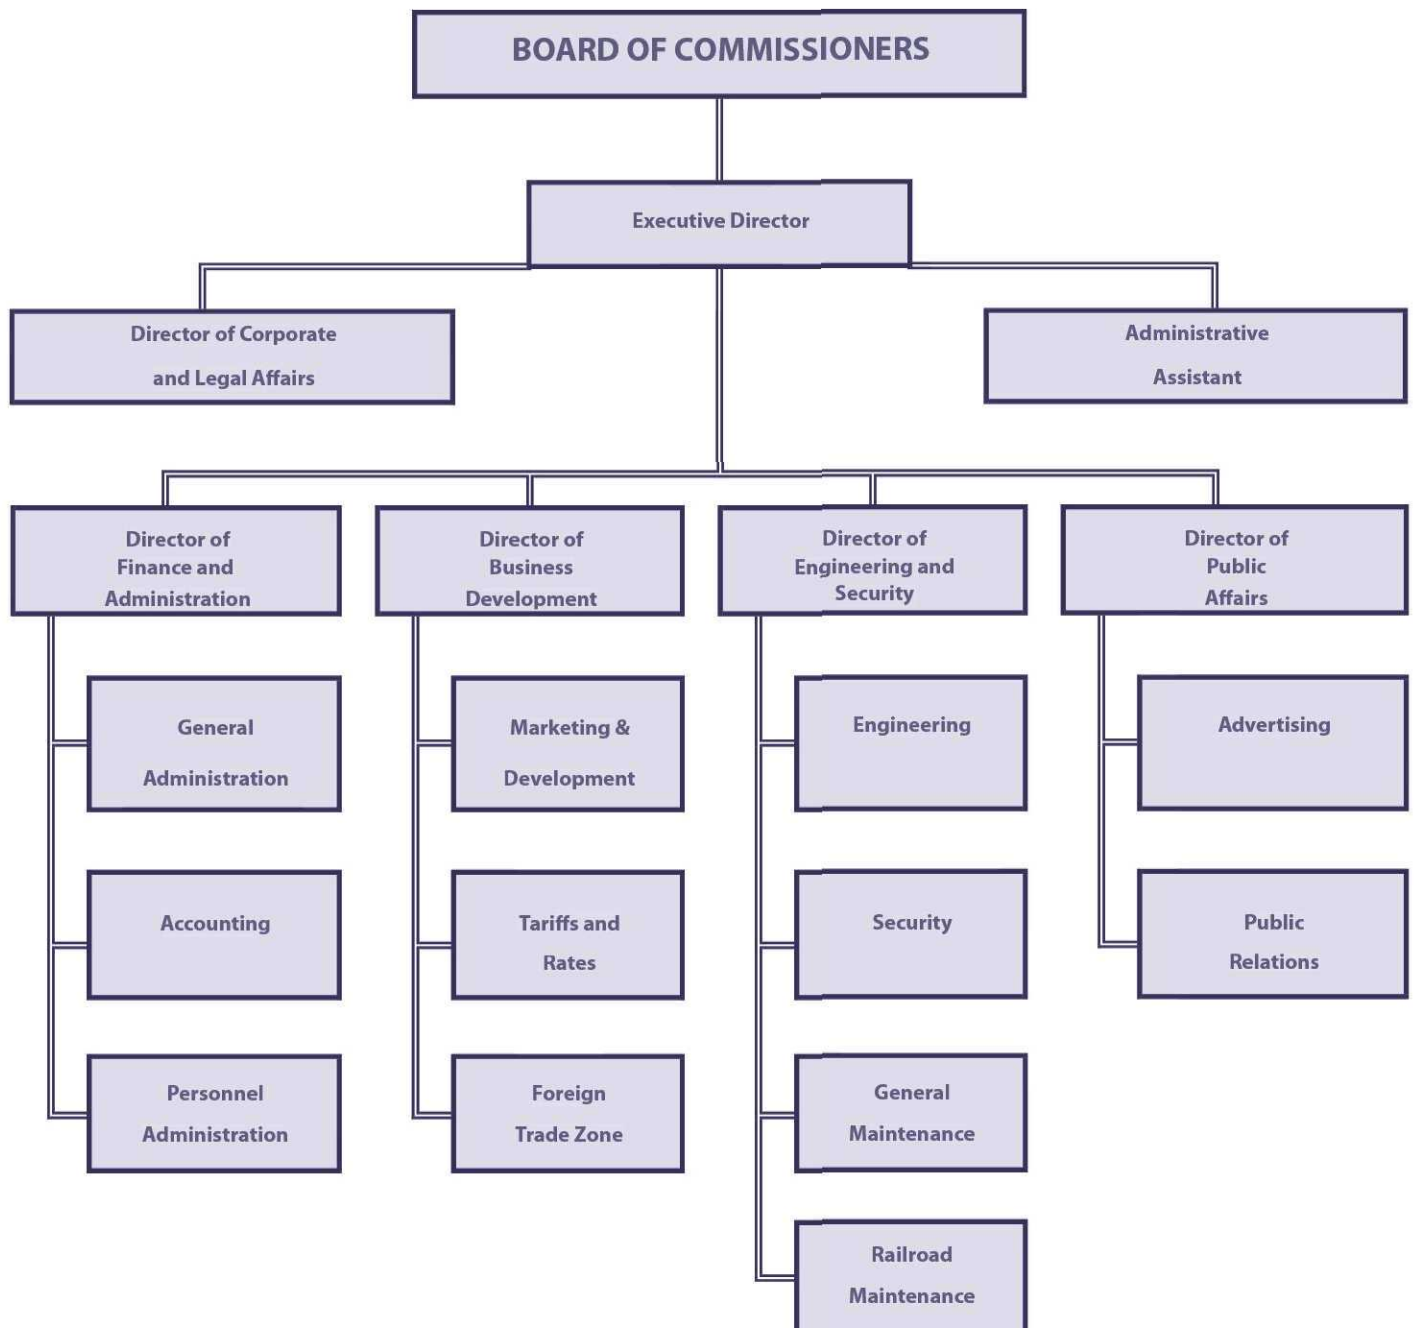 BOARD OF COMMISSIONERS
Executive Director
Director of Corporate
and Legal Affairs
Administrative
Assistant
Director of
Finance and
Administration
Director of
Business
Development
Director of
Engineering and
Security
Director of
Public
Affairs
General
Administration
Marketing &
Development
Engineering
Advertising
Accounting
Tariffs and
Rates
Security
Public
Relations
Personnel
Administration
Foreign
Trade Zone
General
Maintenance
Railroad
Maintenance